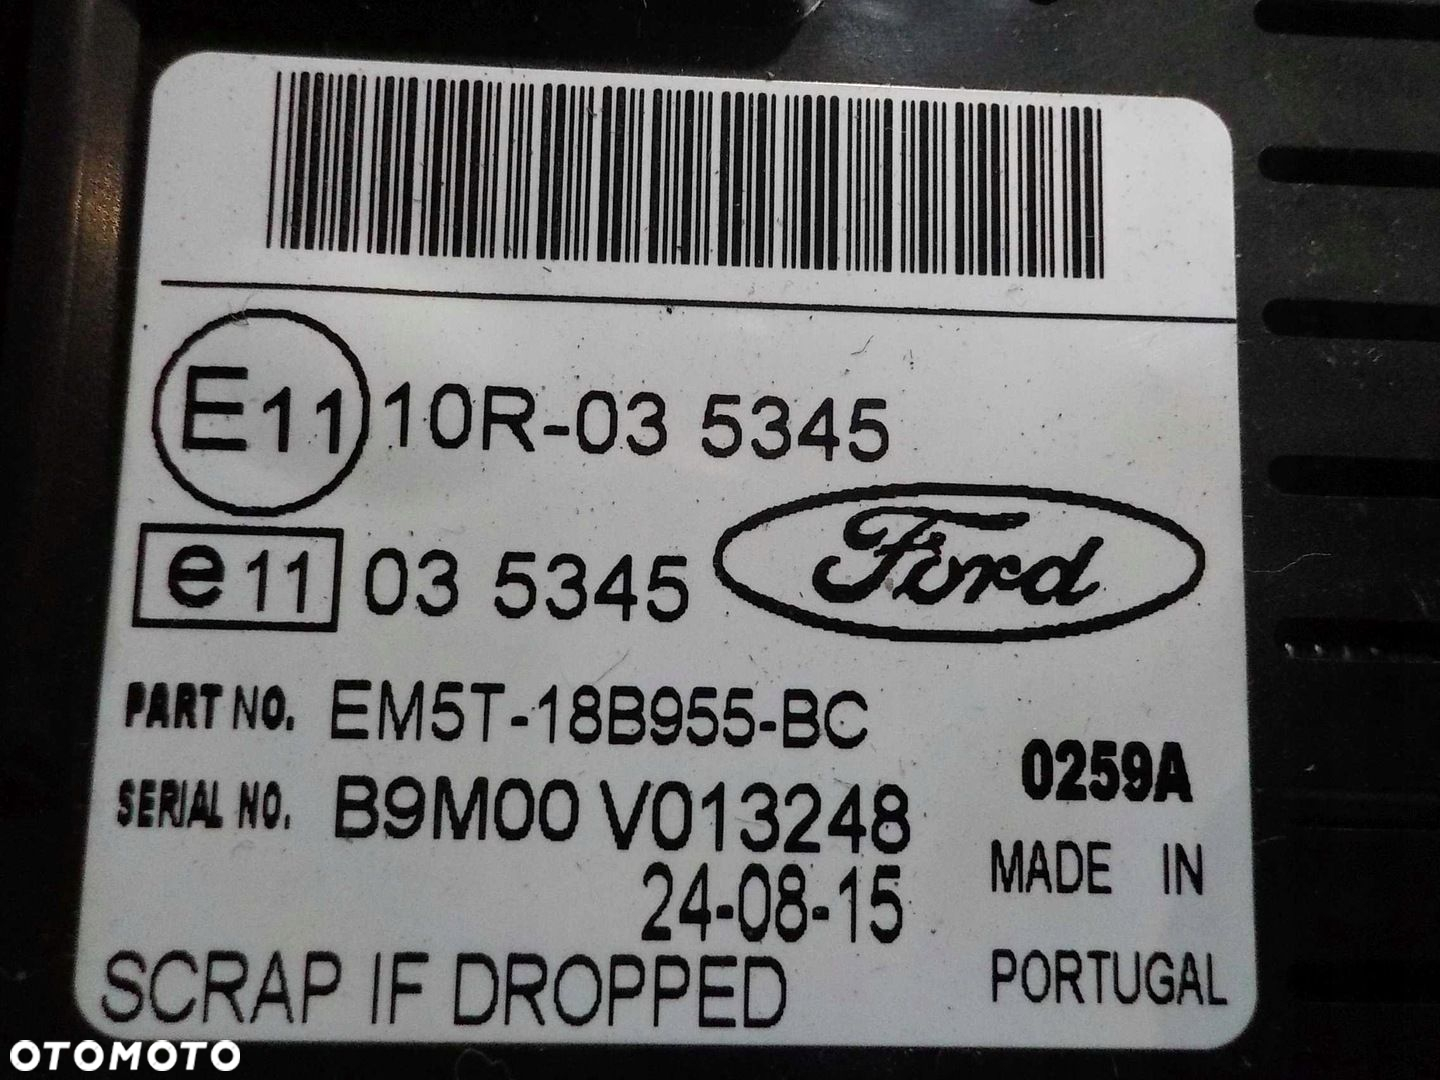 E11 10R-03 5345
e11 03 5345
Ford
PART NO. EM5T-18B955-BC
SERIAL NO. B9M00 V013248
0259A
24-08-15
MADE IN
PORTUGAL
SCRAP IF DROPPED
OTOMOTO